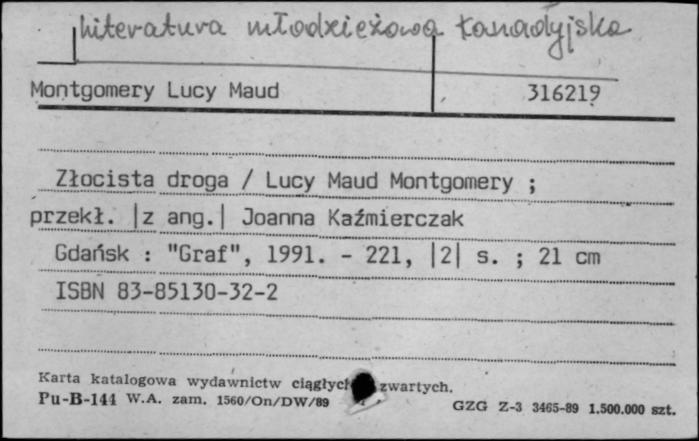 Literatura młodzieżowa kanadyjska
Montgomery Lucy Maud 316219
Złocista droga / Lucy Maud Montgomery ;
przekł. |z ang.| Joanna Kaźmierczak
Gdańsk : "Graf", 1991. - 221, |2| s. ; 21 cm
ISBN 83-85130-32-2
Karta katalogowa wydawnictw ciągłych zwartych.
Pu-B-144 W.A. zam. 1560/On/DW/89 GZG Z-3 3465-89 1.500.000 szt.